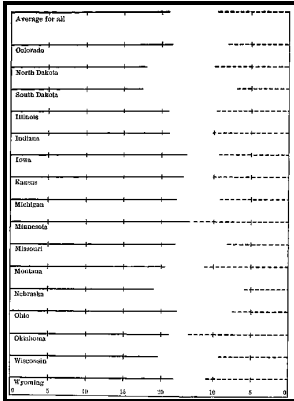 Average for all
Colorado
North Dakota
South Dakota
Illinois
Indiana
Iowa
Kansas
Michigan
Minnesota
Missouri
Montana
Nebraska
Ohio
Oklahoma
Wisconsin
Wyoming
0 5 10 15 20 10 5 0